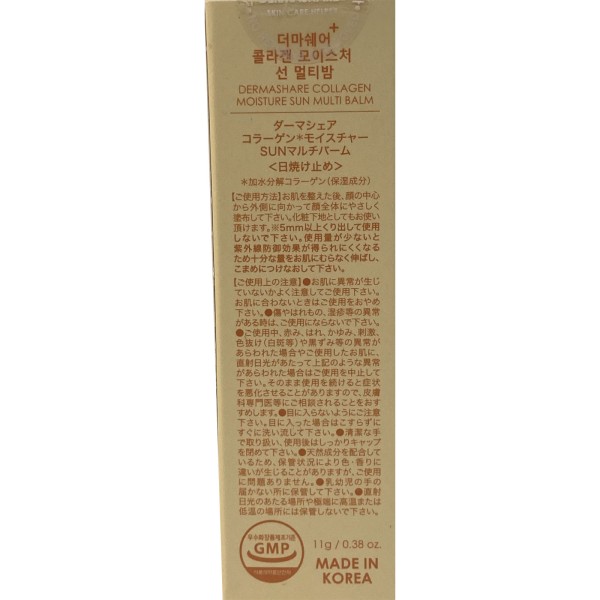 SKIN CARE HELPER
더마쉐어+
콜라겐 모이스처
선 멀티밤
DERMASHARE COLLAGEN
MOISTURE SUN MULTI BALM
ダーマシェア
コラーゲン*モイスチャー
SUNマルチバーム
<日焼け止め>
*加水分解コラーゲン(保湿成分)
【ご使用方法】お肌を整えた後、顔の中心
から外側に向かって顔全体にやさしく
塗布して下さい。化粧下地としてもお使い
頂けます。※5mm以上くり出して使用
しないで下さい。使用量が少ないと
紫外線防御効果が得られにくくなる
ため十分な量をお肌にむらなく伸ばし、
こまめにつけなおして下さい。
【ご使用上の注意】●お肌に異常が生じ
ていないかよく注意してご使用下さい。
お肌に合わないときはご使用をおやめ
下さい。●傷やはれもの、湿疹等の異常
がある時は、ご使用にならないで下さい。
●ご使用中、赤み、はれ、かゆみ、刺激、
色抜け(白斑等)や黒ずみ等の異常が
あらわれた場合やご使用したお肌に、
直射日光があたって上記のような異常
があらわれた場合はご使用を中止して
下さい。そのまま使用を続けると症状
を悪化させることがありますので、皮膚
科専門医等にご相談されることをおす
すめします。●目に入らないようにご注意
下さい。目に入った場合はこすらずに
すぐに洗い流して下さい。●清潔な手
で取り扱い、使用後はしっかりキャップ
を閉めて下さい。●天然成分を配合して
いるため、保管状況により色・香りに
違いが生じることがありますが、ご使用
に問題ありません。●乳幼児の手の
届かない所に保管して下さい。●直射
日光のあたる場所や極端に高温または
低温の場所には保管しないで下さい。
우수화장품제조기준
GMP
식품의약품안전처
11g / 0.38 oz.
MADE IN
KOREA